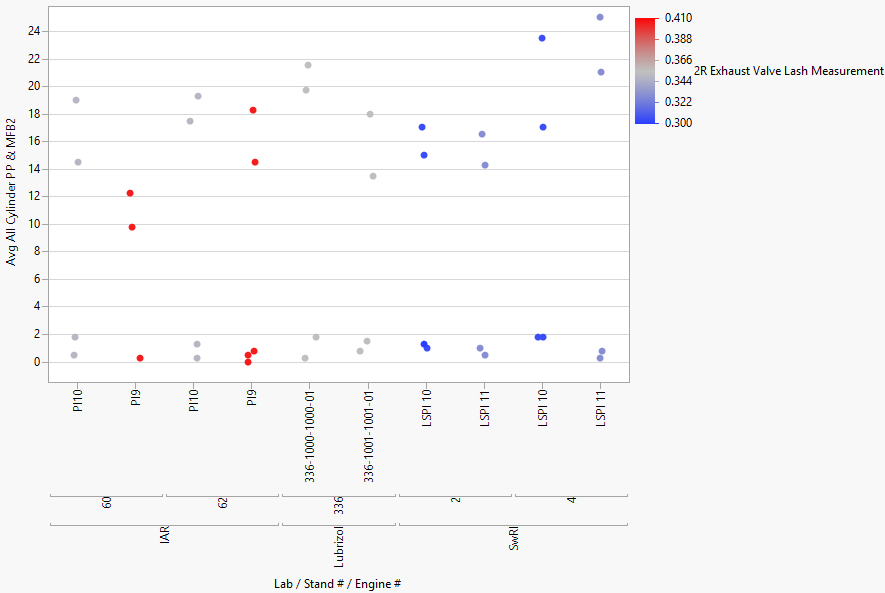 24
22
20
18
16
14
12
10
8
6
4
2
0
Avg All Cylinder PP & MFB2
0.410
0.388
0.366
0.344
0.322
0.300
2R Exhaust Valve Lash Measurement
PI10
PI9
PI10
PI9
336-1000-1000-01
336-1001-1001-01
LSPI 10
LSPI 11
LSPI 10
LSPI 11
60
62
336
2
4
IAR
Lubrizol
SwRI
Lab / Stand # / Engine #